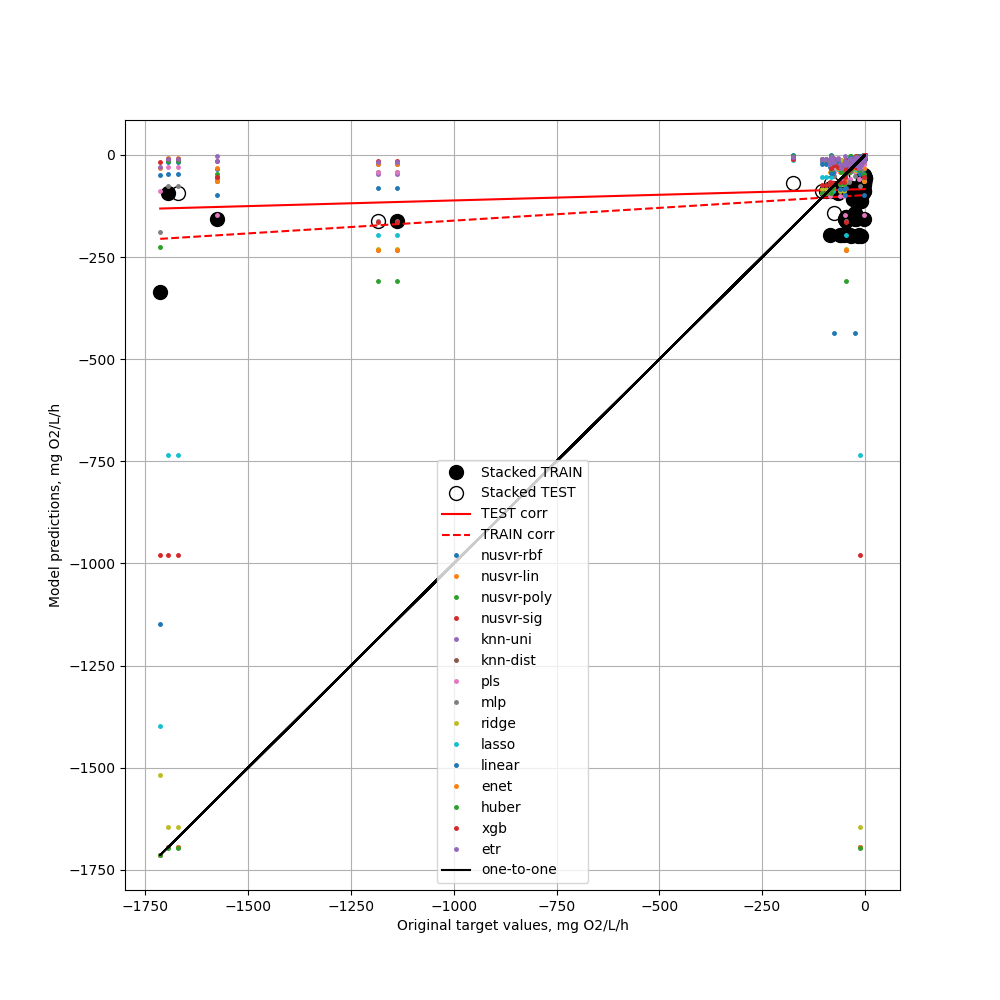 0
−250
−500
−750
−1000
−1250
−1500
−1750
Model predictions, mg O2/L/h
Stacked TRAIN
Stacked TEST
TEST corr
TRAIN corr
nusvr-rbf
nusvr-lin
nusvr-poly
nusvr-sig
knn-uni
knn-dist
pls
mlp
ridge
lasso
linear
enet
huber
xgb
etr
one-to-one
−1750 −1500 −1250 −1000 −750 −500 −250 0
Original target values, mg O2/L/h